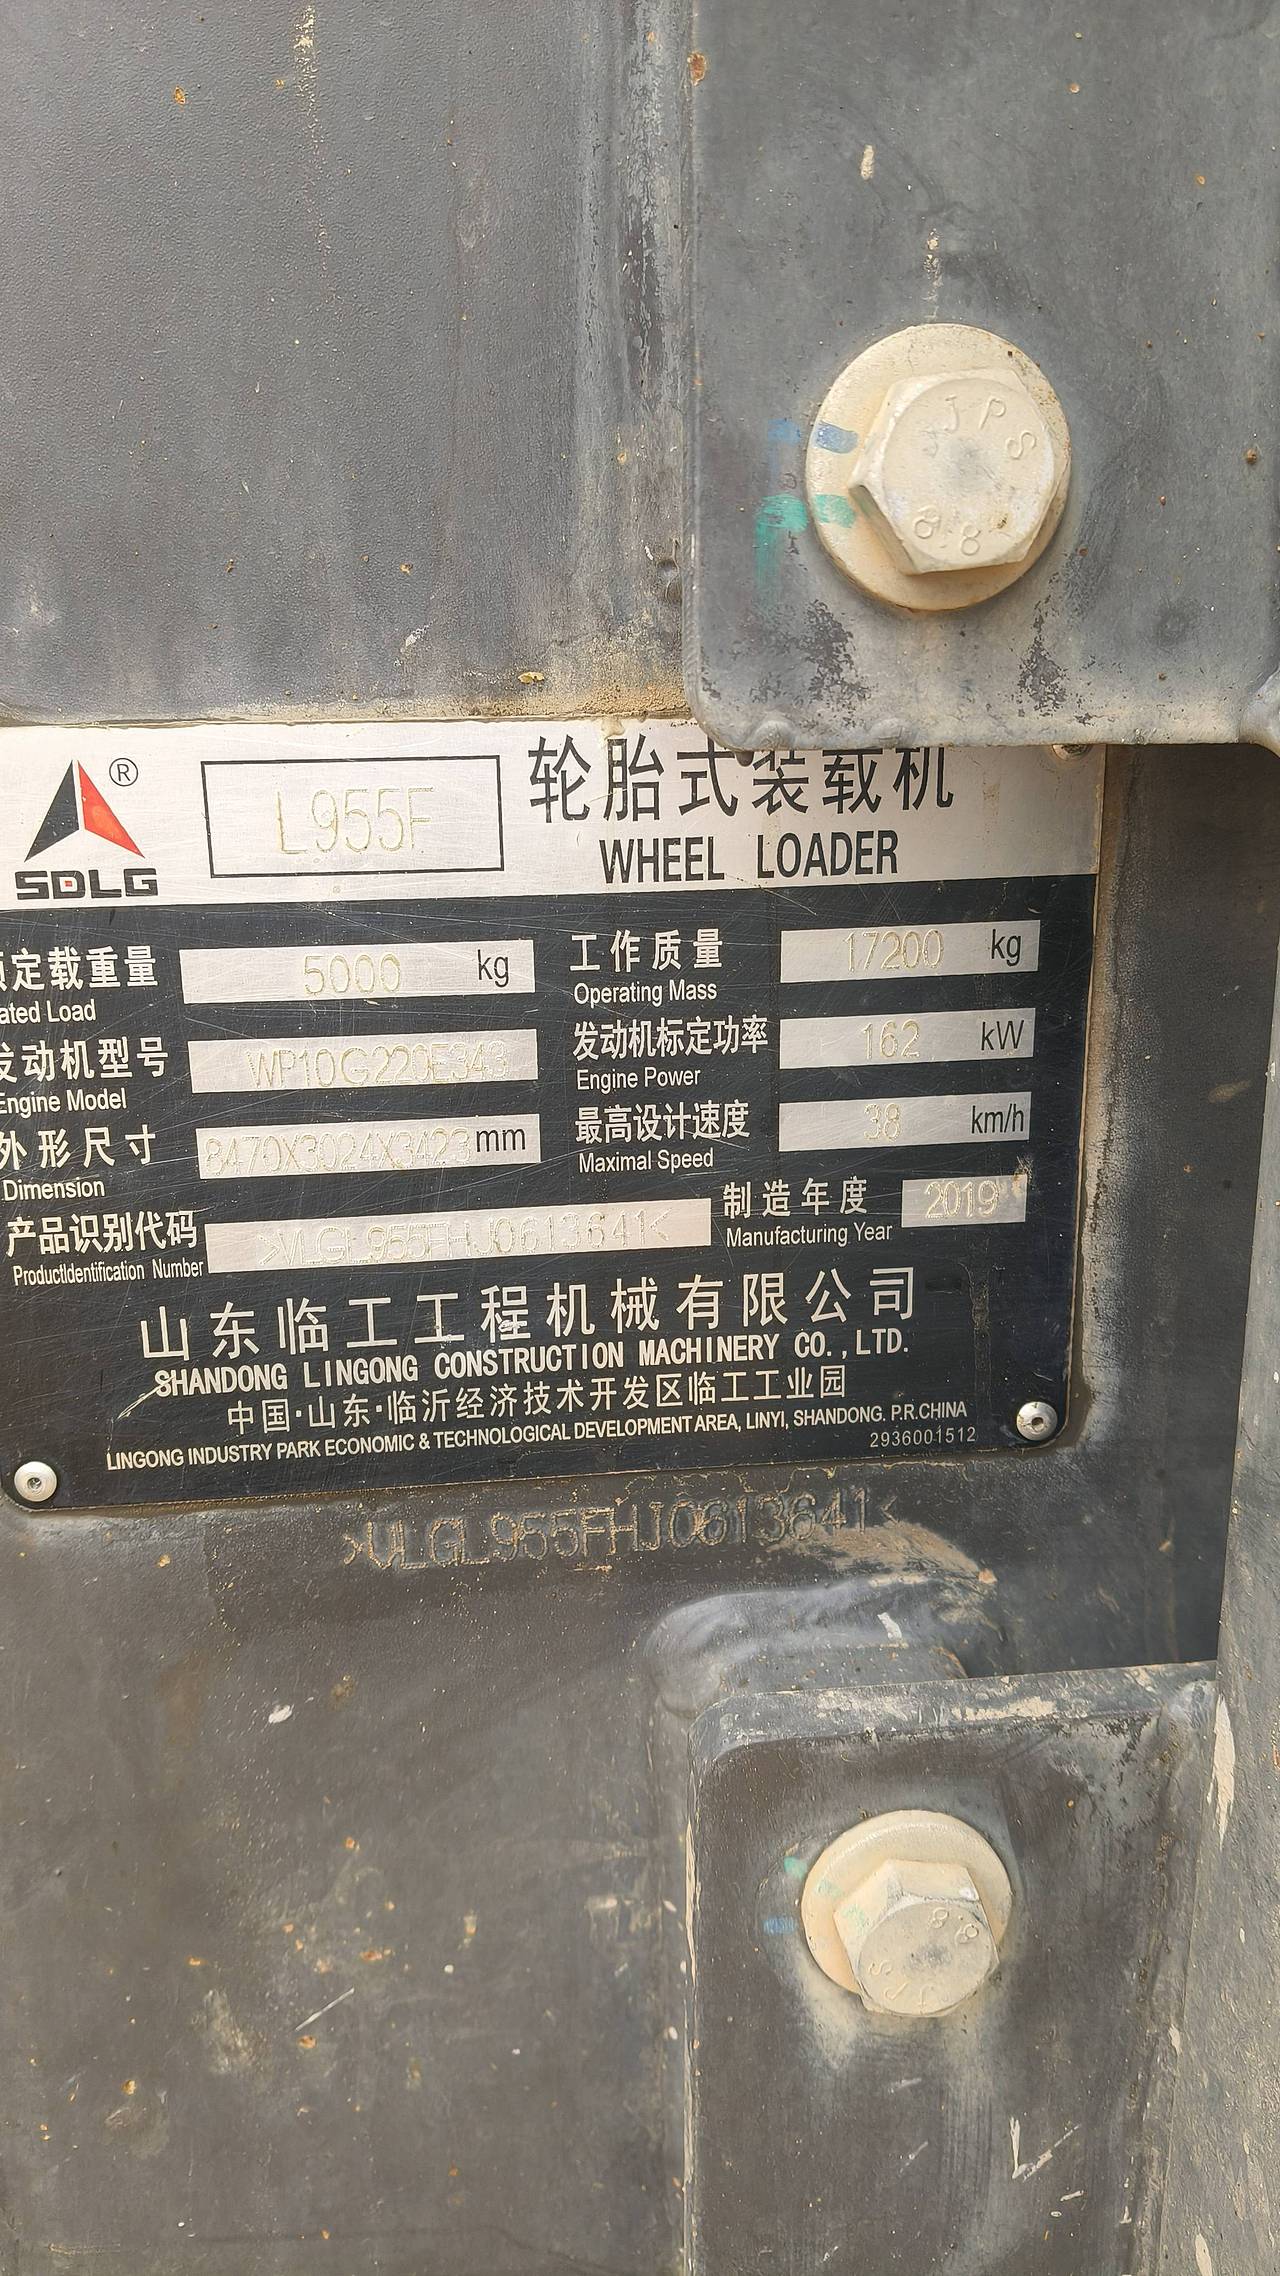 JPS
8.8
®
SDLG
L955F
轮胎式装载机
WHEEL LOADER
定载重量 5000 kg
ated Load
工作质量 17200 kg
Operating Mass
发动机型号 WP10G220E343
Engine Model
发动机标定功率 162 kW
Engine Power
外形尺寸 8470X3024X3423 mm
Dimension
最高设计速度 38 km/h
Maximal Speed
产品识别代码 >VLGL955FHJ0613641<
ProductIdentification Number
制造年度 2019
Manufacturing Year
山东临工工程机械有限公司
SHANDONG LINGONG CONSTRUCTION MACHINERY CO.,LTD.
中国·山东·临沂经济技术开发区临工工业园
LINGONG INDUSTRY PARK ECONOMIC & TECHNOLOGICAL DEVELOPMENT AREA, LINYI, SHANDONG. P.R.CHINA
2936001512
>VLGL955FHJ0613641<
8.8
JPS